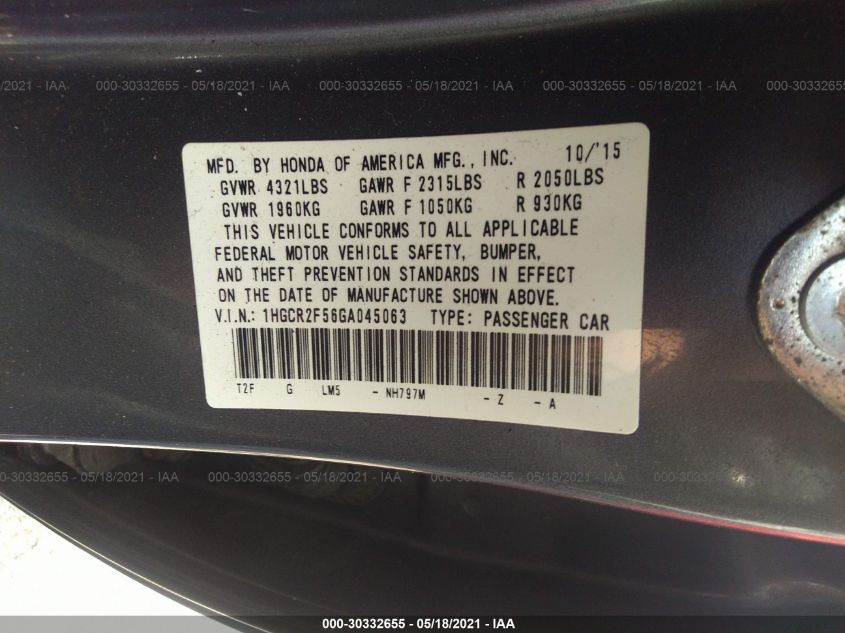 000-30332655 - 05/18/2021 - IAA
MFD. BY HONDA OF AMERICA MFG., INC. 10/'15
GVWR 4321LBS GAWR F 2315LBS R 2050LBS
GVWR 1960KG GAWR F 1050KG R 930KG
THIS VEHICLE CONFORMS TO ALL APPLICABLE
FEDERAL MOTOR VEHICLE SAFETY, BUMPER,
AND THEFT PREVENTION STANDARDS IN EFFECT
ON THE DATE OF MANUFACTURE SHOWN ABOVE.
V.I.N.: 1HGCR2F56GA045063 TYPE: PASSENGER CAR
T2F G LM5 - NH797M - Z - A
000-30332655 - 05/18/2021 - IAA
000-30332655 - 05/18/2021 - IAA